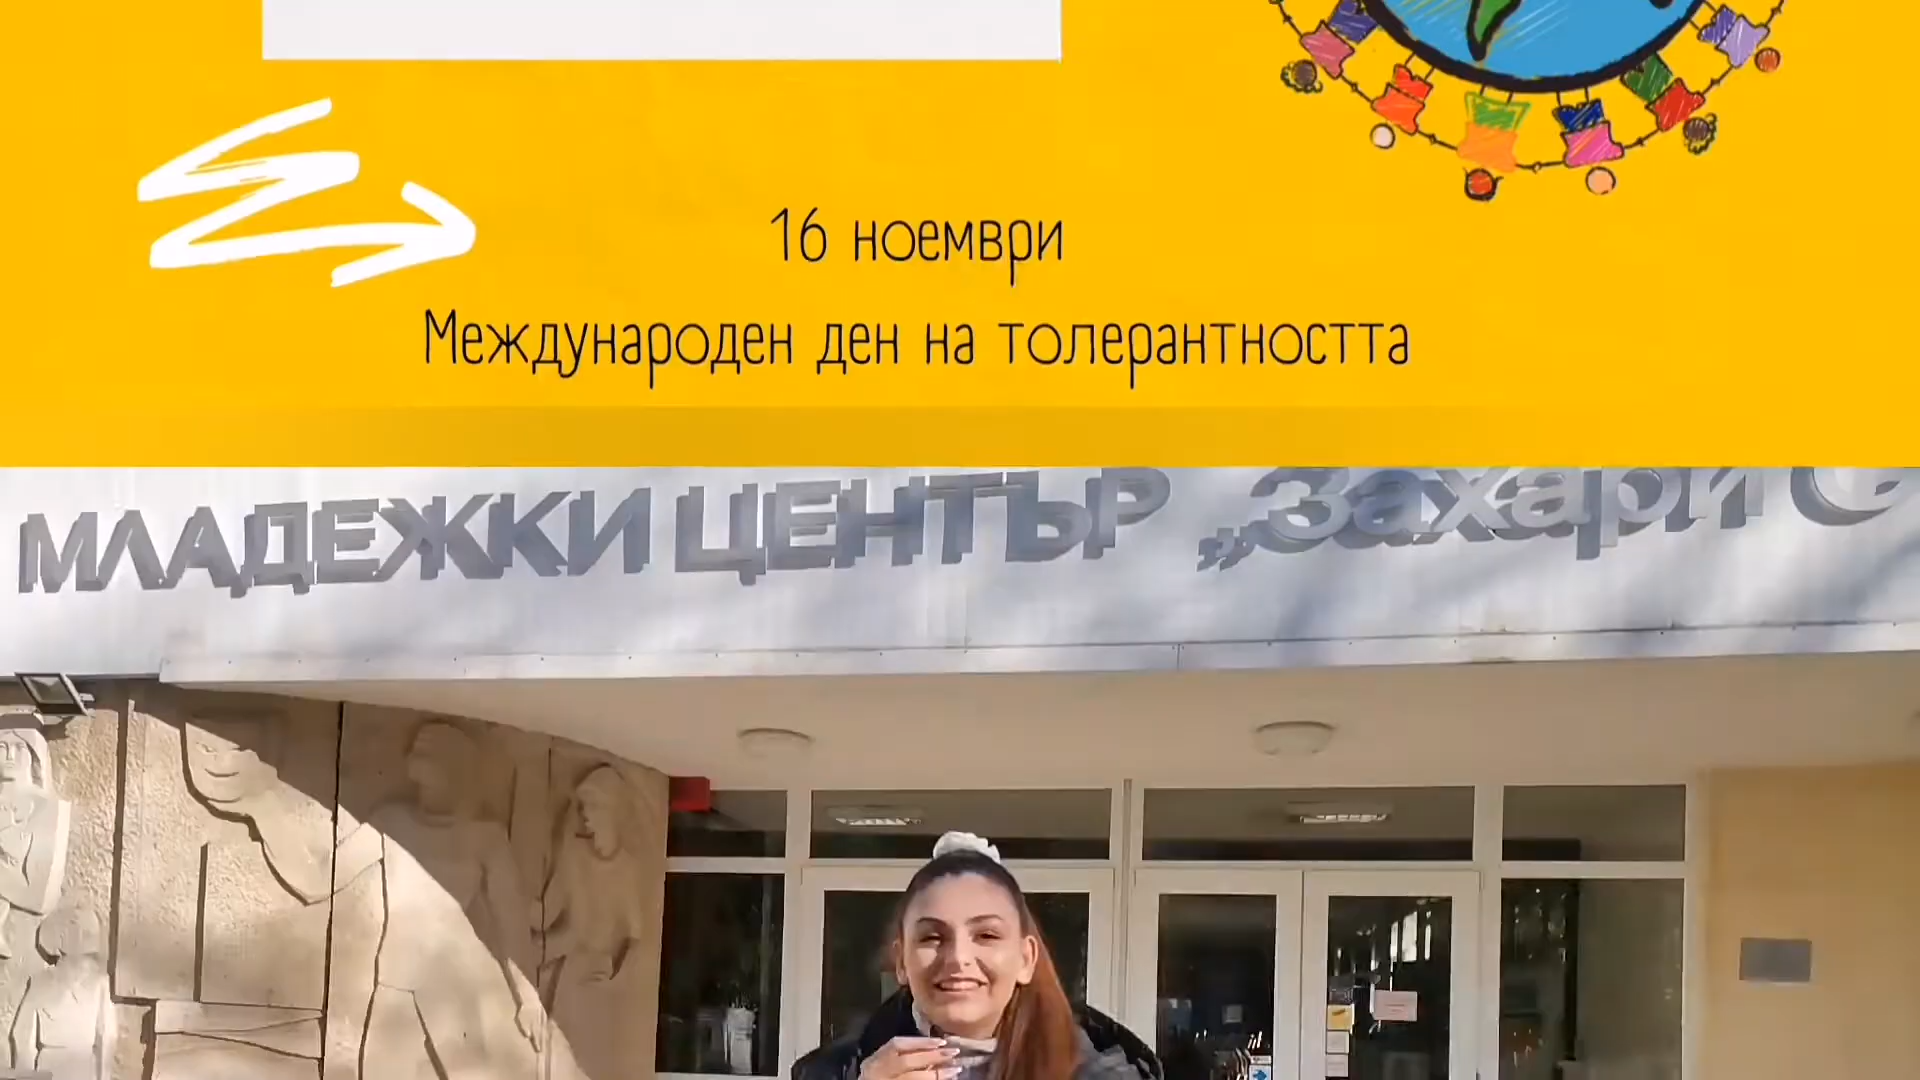 16 ноември
Международен ден на толерантността
МЛАДЕЖКИ ЦЕНТЪР „Захари